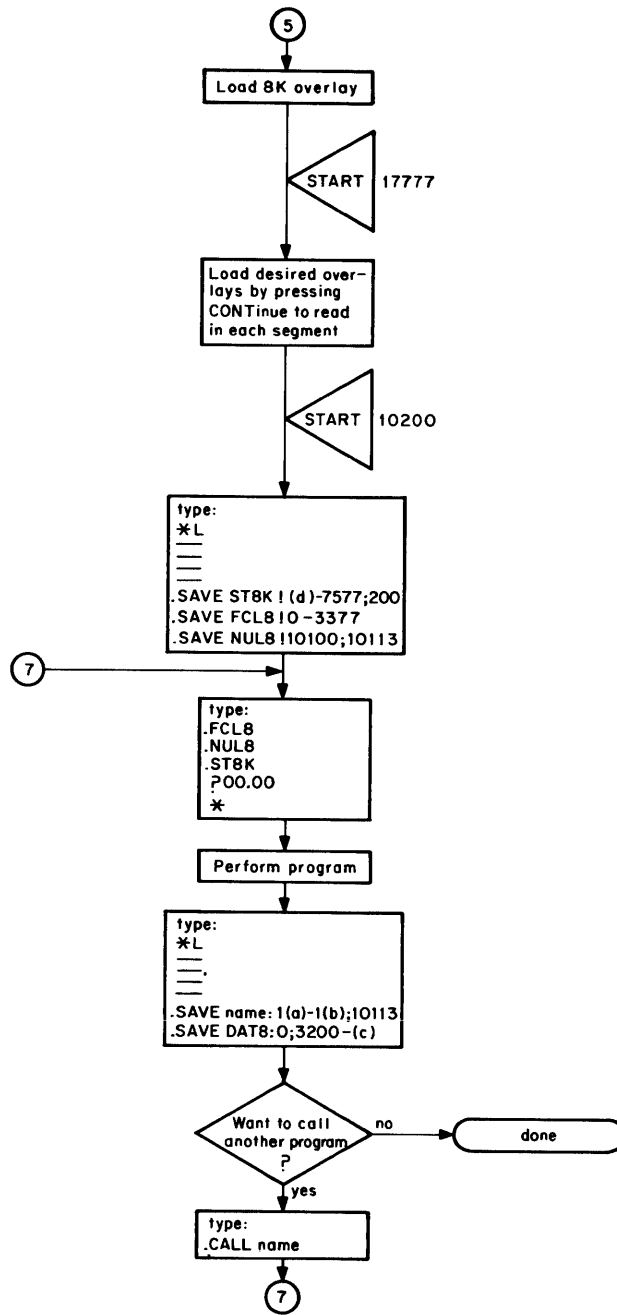 5
Load 8K overlay
START 17777
Load desired over-
lays by pressing
CONTinue to read
in each segment
START 10200
type:
*L
.SAVE ST8K!(d)-7577;200
.SAVE FCL8!0-3377
.SAVE NUL8!10100;10113
7
type:
.FCL8
.NUL8
.ST8K
?00.00
*
Perform program
type:
*L
.SAVE name:1(a)-1(b);10113
.SAVE DAT8:0;3200-(c)
Want to call
another program
?
no
done
yes
type:
.CALL name
7